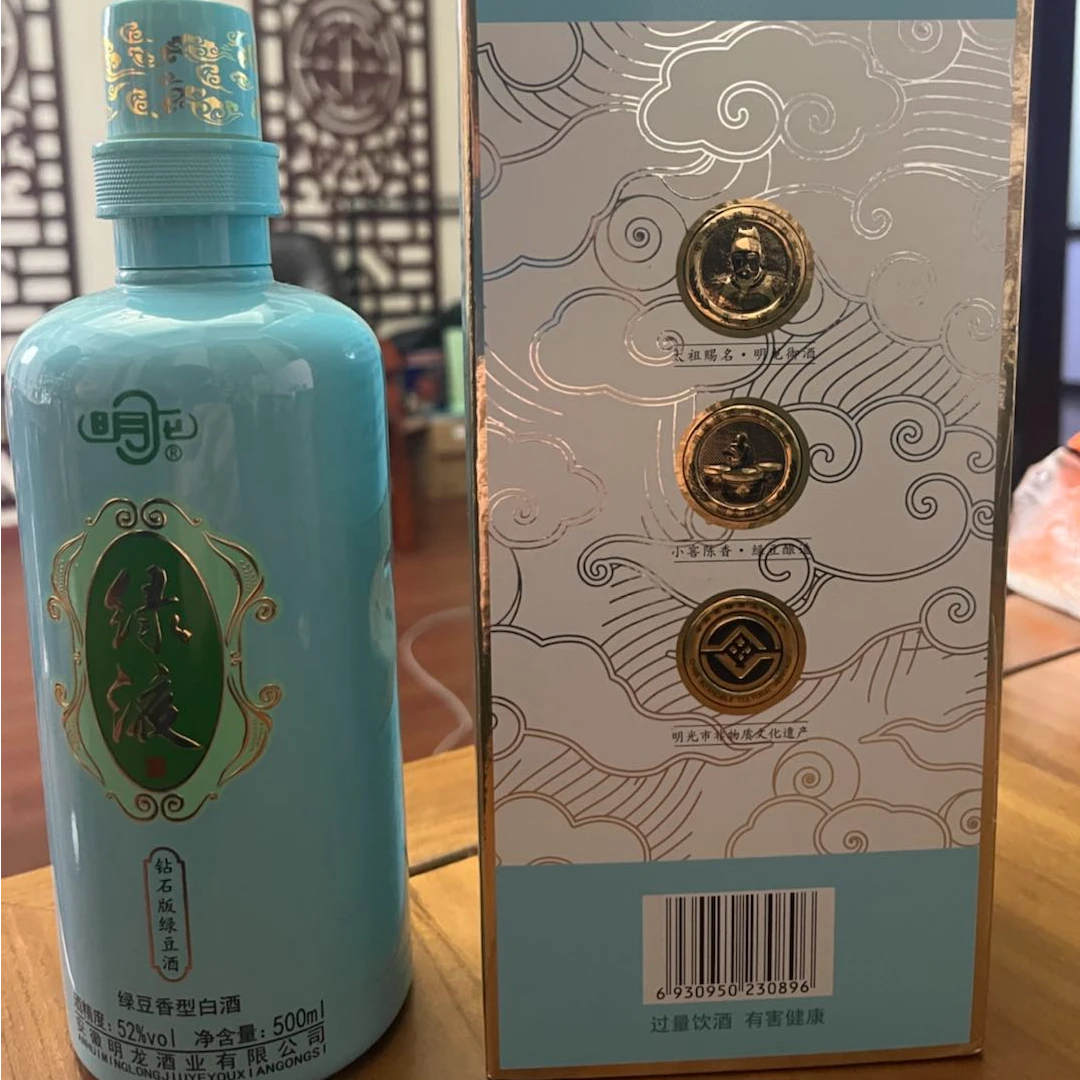 明龙
®
绿液
钻石版绿豆酒
绿豆香型白酒
酒精度：52%vol 净含量：500ml
安徽明龙酒业有限公司
ANHUIMINGLONGJIUYEYOUXIANGONGSI
太祖赐名·明龙御酒
小窖陈香·绿豆酿造
明光市非物质文化遗产
6 930950 230896
过量饮酒 有害健康